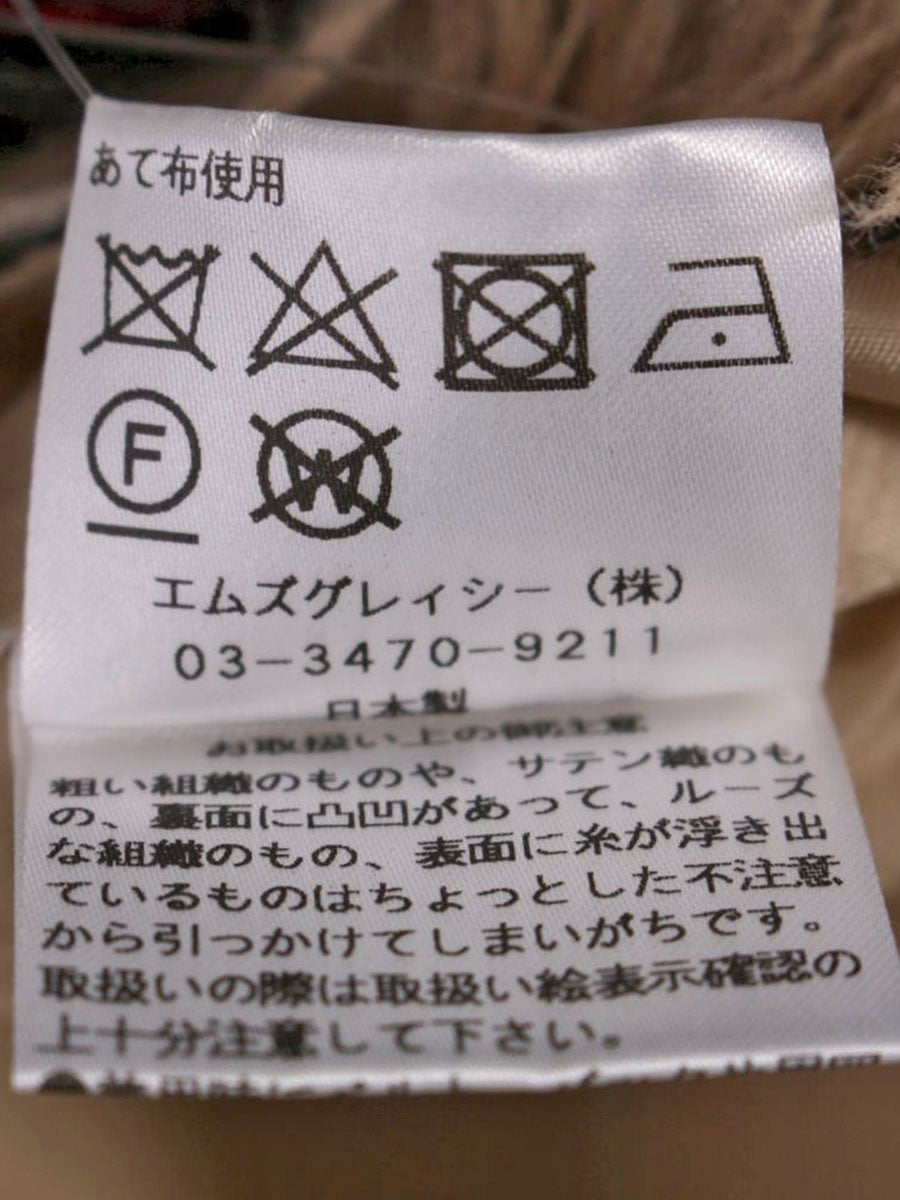 あて布使用
F
W
エムズグレィシー（株）
03-3470-9211
日本製
お取扱い上の御注意
粗い組織のものや、サテン織のも
の、裏面に凸凹があって、ルーズ
な組織のもの、表面に糸が浮き出
ているものはちょっとした不注意
から引っかけてしまいがちです。
取扱いの際は取扱い絵表示確認の
上十分注意して下さい。